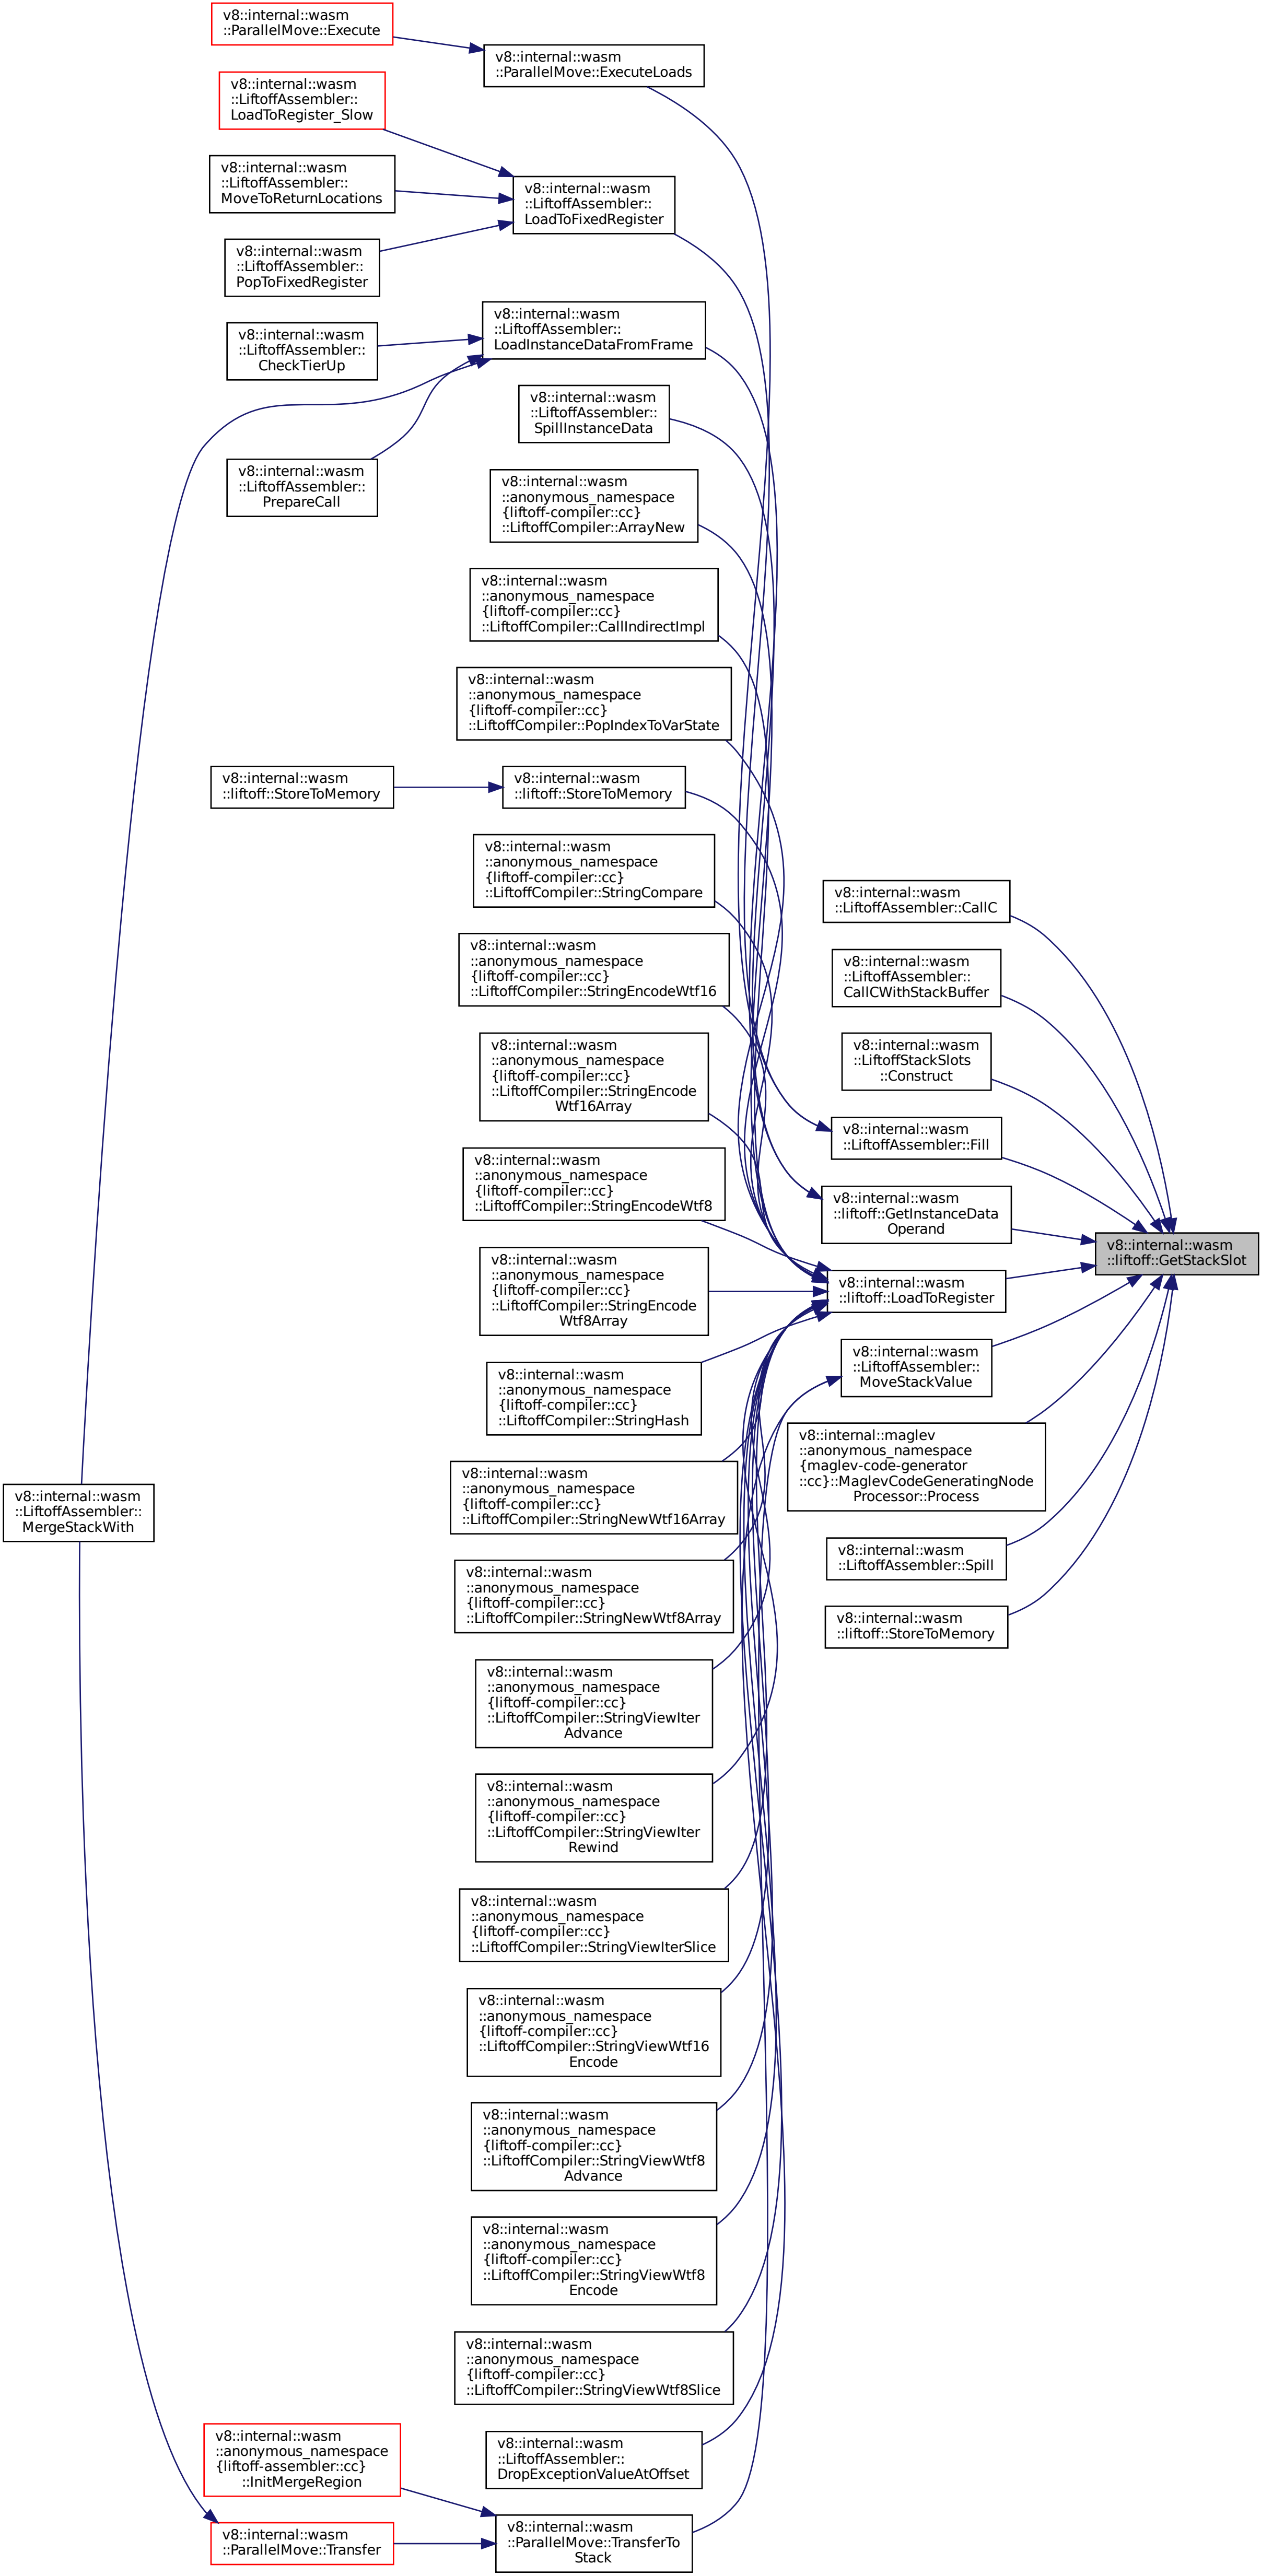 v8::internal::wasm
::ParallelMove::Execute
v8::internal::wasm
::ParallelMove::ExecuteLoads
v8::internal::wasm
::LiftoffAssembler::
LoadToRegister_Slow
v8::internal::wasm
::LiftoffAssembler::
MoveToReturnLocations
v8::internal::wasm
::LiftoffAssembler::
LoadToFixedRegister
v8::internal::wasm
::LiftoffAssembler::
PopToFixedRegister
v8::internal::wasm
::LiftoffAssembler::
LoadInstanceDataFromFrame
v8::internal::wasm
::LiftoffAssembler::
CheckTierUp
v8::internal::wasm
::LiftoffAssembler::
SpillInstanceData
v8::internal::wasm
::LiftoffAssembler::
PrepareCall
v8::internal::wasm
::anonymous_namespace
{liftoff-compiler::cc}
::LiftoffCompiler::ArrayNew
v8::internal::wasm
::anonymous_namespace
{liftoff-compiler::cc}
::LiftoffCompiler::CallIndirectImpl
v8::internal::wasm
::anonymous_namespace
{liftoff-compiler::cc}
::LiftoffCompiler::PopIndexToVarState
v8::internal::wasm
::liftoff::StoreToMemory
v8::internal::wasm
::liftoff::StoreToMemory
v8::internal::wasm
::anonymous_namespace
{liftoff-compiler::cc}
::LiftoffCompiler::StringCompare
v8::internal::wasm
::LiftoffAssembler::CallC
v8::internal::wasm
::anonymous_namespace
{liftoff-compiler::cc}
::LiftoffCompiler::StringEncodeWtf16
v8::internal::wasm
::LiftoffAssembler::
CallCWithStackBuffer
v8::internal::wasm
::anonymous_namespace
{liftoff-compiler::cc}
::LiftoffCompiler::StringEncode
Wtf16Array
v8::internal::wasm
::LiftoffStackSlots
::Construct
v8::internal::wasm
::LiftoffAssembler::Fill
v8::internal::wasm
::anonymous_namespace
{liftoff-compiler::cc}
::LiftoffCompiler::StringEncodeWtf8
v8::internal::wasm
::liftoff::GetInstanceData
Operand
v8::internal::wasm
::liftoff::GetStackSlot
v8::internal::wasm
::anonymous_namespace
{liftoff-compiler::cc}
::LiftoffCompiler::StringEncode
Wtf8Array
v8::internal::wasm
::liftoff::LoadToRegister
v8::internal::wasm
::LiftoffAssembler::
MoveStackValue
v8::internal::wasm
::anonymous_namespace
{liftoff-compiler::cc}
::LiftoffCompiler::StringHash
v8::internal::maglev
::anonymous_namespace
{maglev-code-generator
::cc}::MaglevCodeGeneratingNode
Processor::Process
v8::internal::wasm
::anonymous_namespace
{liftoff-compiler::cc}
::LiftoffCompiler::StringNewWtf16Array
v8::internal::wasm
::LiftoffAssembler::
MergeStackWith
v8::internal::wasm
::LiftoffAssembler::Spill
v8::internal::wasm
::anonymous_namespace
{liftoff-compiler::cc}
::LiftoffCompiler::StringNewWtf8Array
v8::internal::wasm
::liftoff::StoreToMemory
v8::internal::wasm
::anonymous_namespace
{liftoff-compiler::cc}
::LiftoffCompiler::StringViewIter
Advance
v8::internal::wasm
::anonymous_namespace
{liftoff-compiler::cc}
::LiftoffCompiler::StringViewIter
Rewind
v8::internal::wasm
::anonymous_namespace
{liftoff-compiler::cc}
::LiftoffCompiler::StringViewIterSlice
v8::internal::wasm
::anonymous_namespace
{liftoff-compiler::cc}
::LiftoffCompiler::StringViewWtf16
Encode
v8::internal::wasm
::anonymous_namespace
{liftoff-compiler::cc}
::LiftoffCompiler::StringViewWtf8
Advance
v8::internal::wasm
::anonymous_namespace
{liftoff-compiler::cc}
::LiftoffCompiler::StringViewWtf8
Encode
v8::internal::wasm
::anonymous_namespace
{liftoff-compiler::cc}
::LiftoffCompiler::StringViewWtf8Slice
v8::internal::wasm
::anonymous_namespace
{liftoff-assembler::cc}
::InitMergeRegion
v8::internal::wasm
::LiftoffAssembler::
DropExceptionValueAtOffset
v8::internal::wasm
::ParallelMove::Transfer
v8::internal::wasm
::ParallelMove::TransferTo
Stack